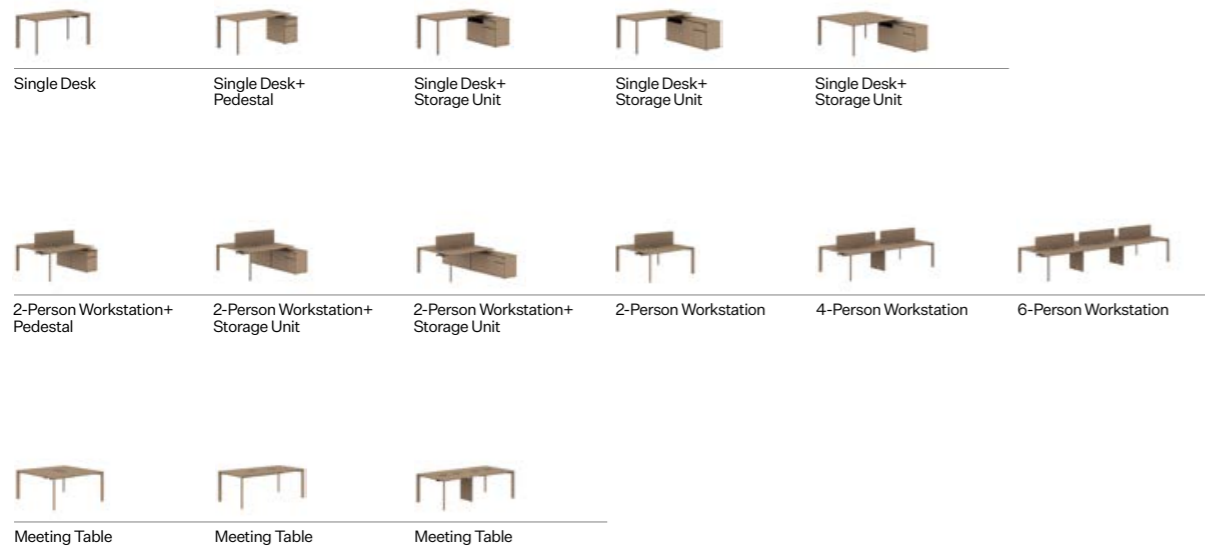 Single Desk
Single Desk+
Pedestal
Single Desk+
Storage Unit
Single Desk+
Storage Unit
Single Desk+
Storage Unit
2-Person Workstation+
Pedestal
2-Person Workstation+
Storage Unit
2-Person Workstation+
Storage Unit
2-Person Workstation
4-Person Workstation
6-Person Workstation
Meeting Table
Meeting Table
Meeting Table